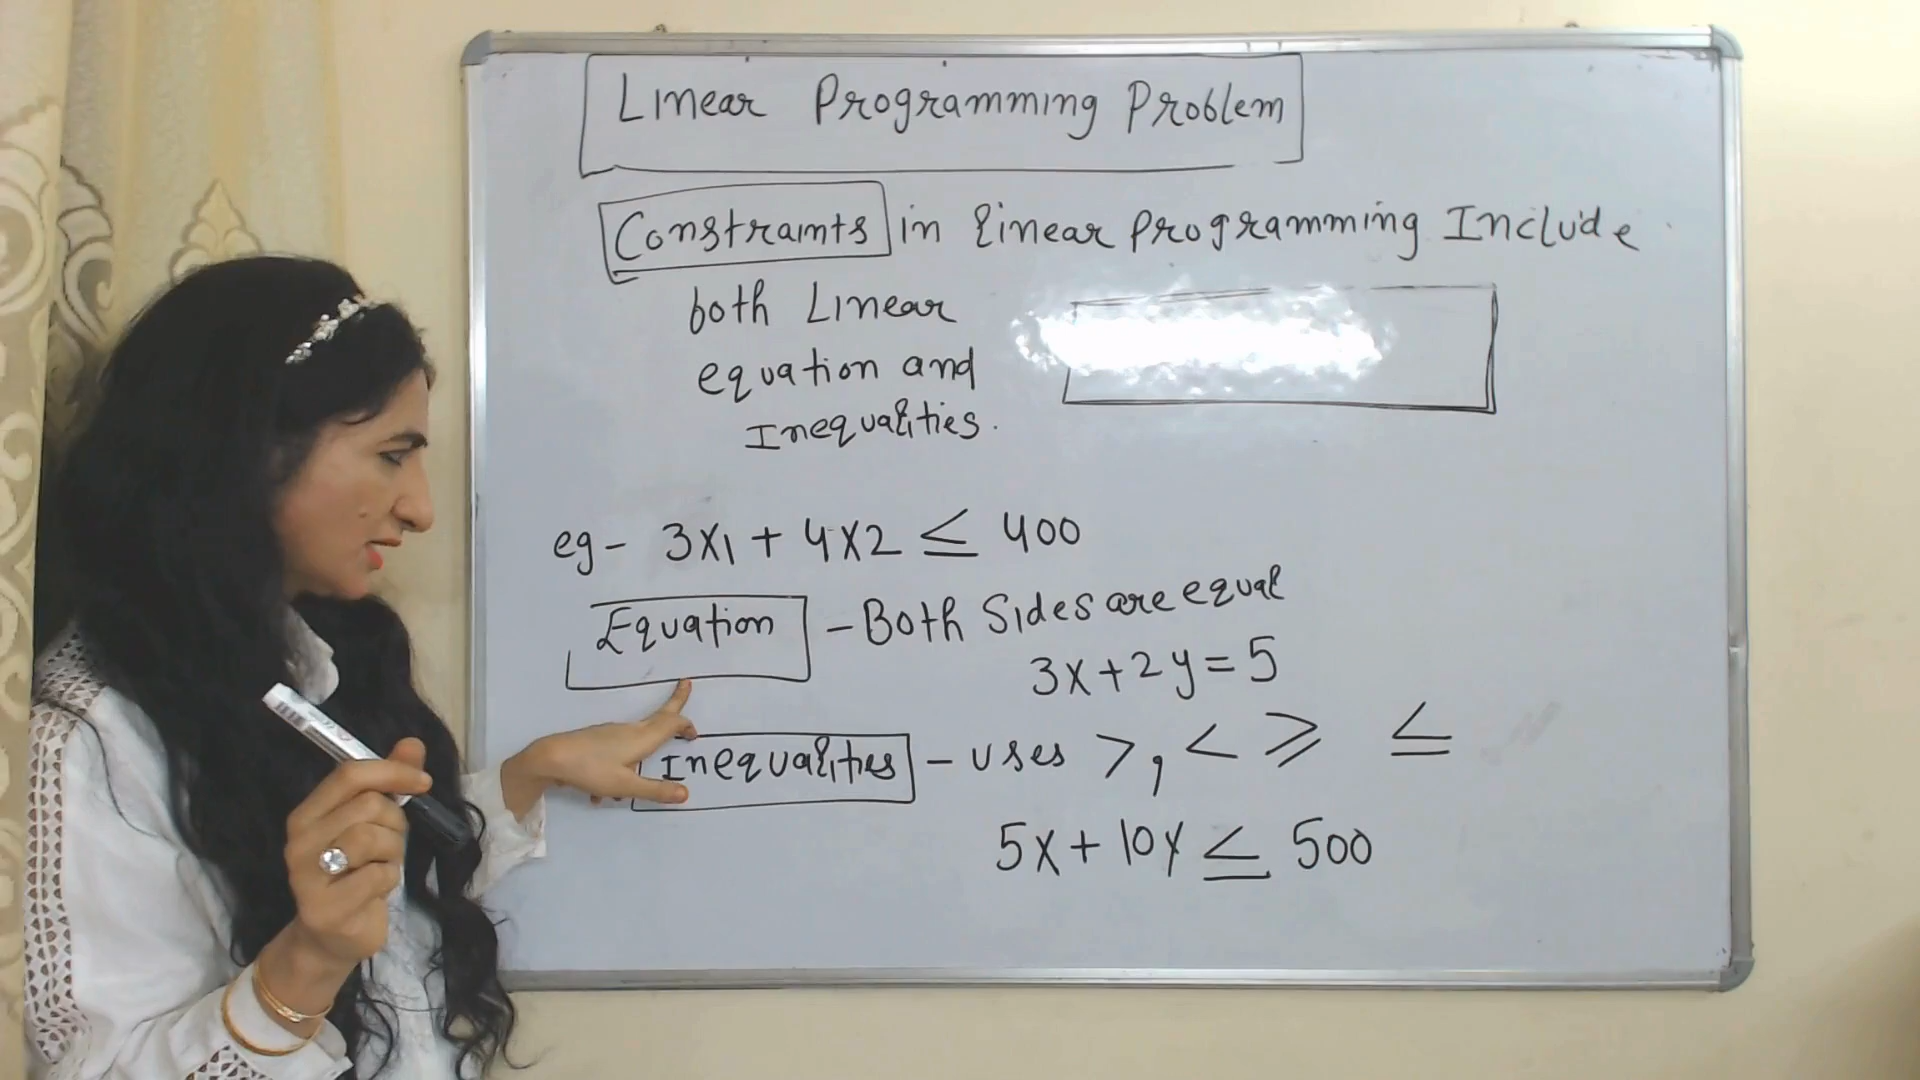 Linear Programming Problem
Constraints in Linear Programming Include
both Linear
equation and
Inequalities.
eg- 3x1 + 4x2 ≤ 400
Equation - Both Sides are equal
3x+2y=5
Inequalities - uses >, < ≥ ≤
5x + 10y ≤ 500